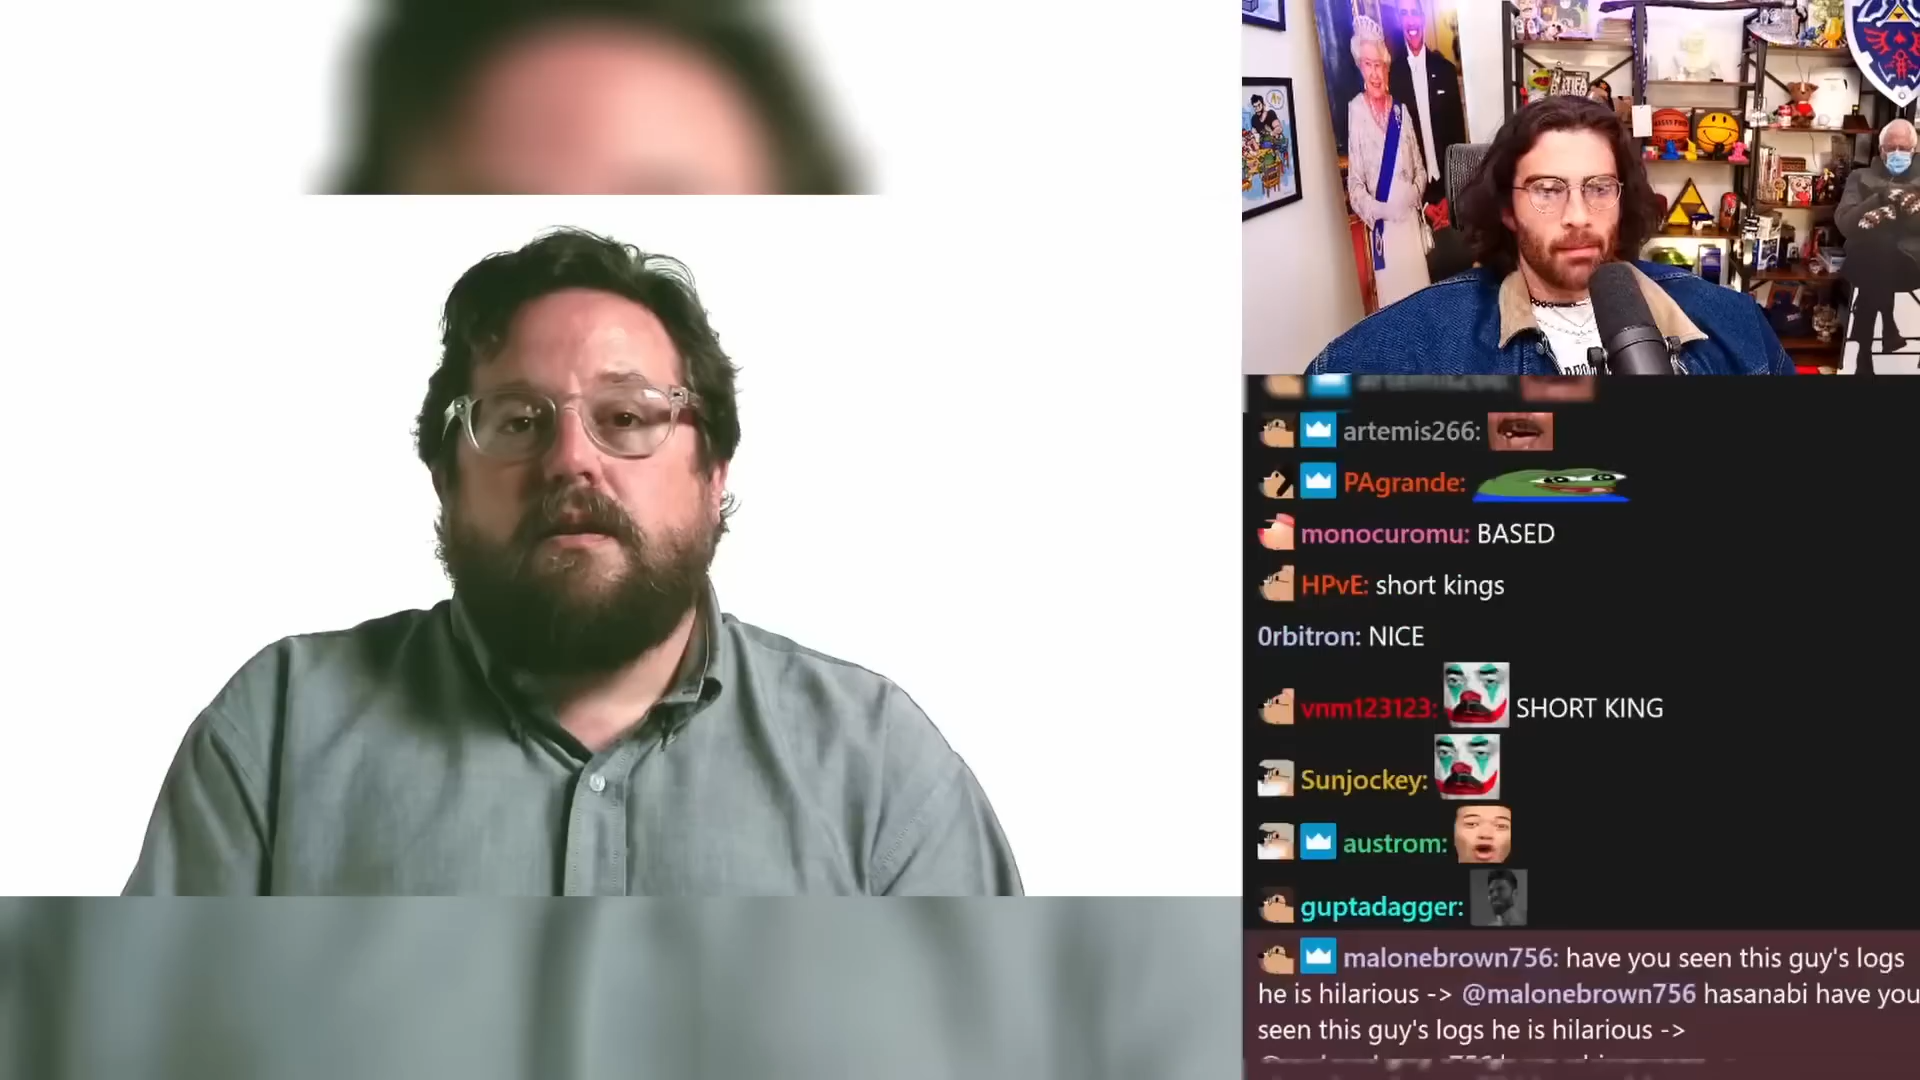 artemis266:
PAgrande:
monocuromu: BASED
HPvE: short kings
0rbitron: NICE
vnm123123: SHORT KING
Sunjockey:
austrom:
guptadagger:
malonebrown756: have you seen this guy's logs
he is hilarious -> @malonebrown756 hasanabi have you
seen this guy's logs he is hilarious ->